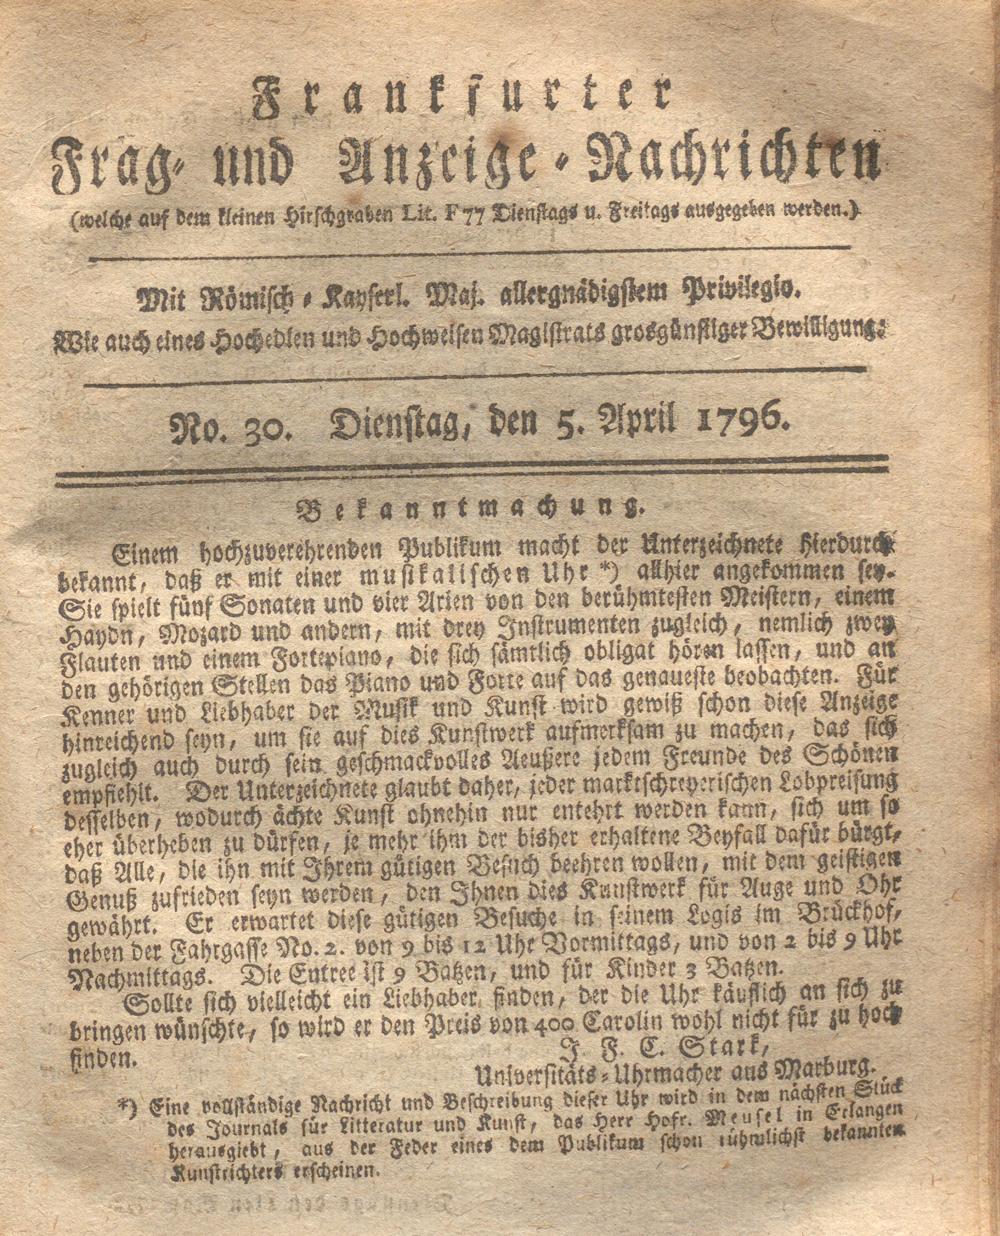 Frankfurter
Frag- und Anzeige-Nachrichten
(welche auf dem kleinen Hirschgraben Lit. F 77 Dienstags u. Freitags ausgegeben werden.)
Mit Römisch-Kayserl. Maj. allergnädigstem Privilegio.
Wie auch eines Hochedlen und Hochweisen Magistrats grosgünstiger Bewilligung:
No. 30. Dienstag, den 5. April 1796.
Bekanntmachung.
Einem hochzuverehrenden Publikum macht der Unterzeichnete hierdurch
bekannt, daß er mit einer musikalischen Uhr *) allhier angekommen sey.
Sie spielt fünf Sonaten und vier Arien von den berühmtesten Meistern, einem
Haydn, Mozard und andern, mit drey Instrumenten zugleich, nemlich zwey
Flauten und einem Fortepiano, die sich sämtlich obligat hören lassen, und an
den gehörigen Stellen das Piano und Forte auf das genaueste beobachten. Für
Kenner und Liebhaber der Musik und Kunst wird gewiß schon diese Anzeige
hinreichend seyn, um sie auf dies Kunstwerk aufmerksam zu machen, das sich
zugleich auch durch sein geschmackvolles Aeußere jedem Freunde des Schönen
empfiehlt. Der Unterzeichnete glaubt daher, jeder marktschreyerischen Lobpreisung
desselben, wodurch ächte Kunst ohnehin nur entehrt werden kann, sich um so
eher überheben zu dürfen, je mehr ihm der bisher erhaltene Beyfall dafür bürgt,
daß Alle, die ihn mit Ihrem gütigen Besuch beehren wollen, mit dem geistigen
Genuß zufrieden seyn werden, den Ihnen dies Kunstwerk für Auge und Ohr
gewährt. Er erwartet diese gütigen Besuche in seinem Logis im Brückhof,
neben der Fahrgasse No. 2. von 9 bis 12 Uhr Vormittags, und von 2 bis 9 Uhr
Nachmittags. Die Entree ist 9 Batzen, und für Kinder 3 Batzen.
Sollte sich vielleicht ein Liebhaber finden, der die Uhr käuflich an sich zu
bringen wünschte, so wird er den Preis von 400 Carolin wohl nicht für zu hoch
finden.
J. F. C. Stark,
Universitäts-Uhrmacher aus Marburg.
*) Eine vollständige Nachricht und Beschreibung dieser Uhr wird in dem nächsten Stück
des Journals für Litteratur und Kunst, das Herr Hofr. Meusel in Erlangen
herausgiebt, aus der Feder eines dem Publikum schon rühmlichst bekannten
Kunstrichters erscheinen.